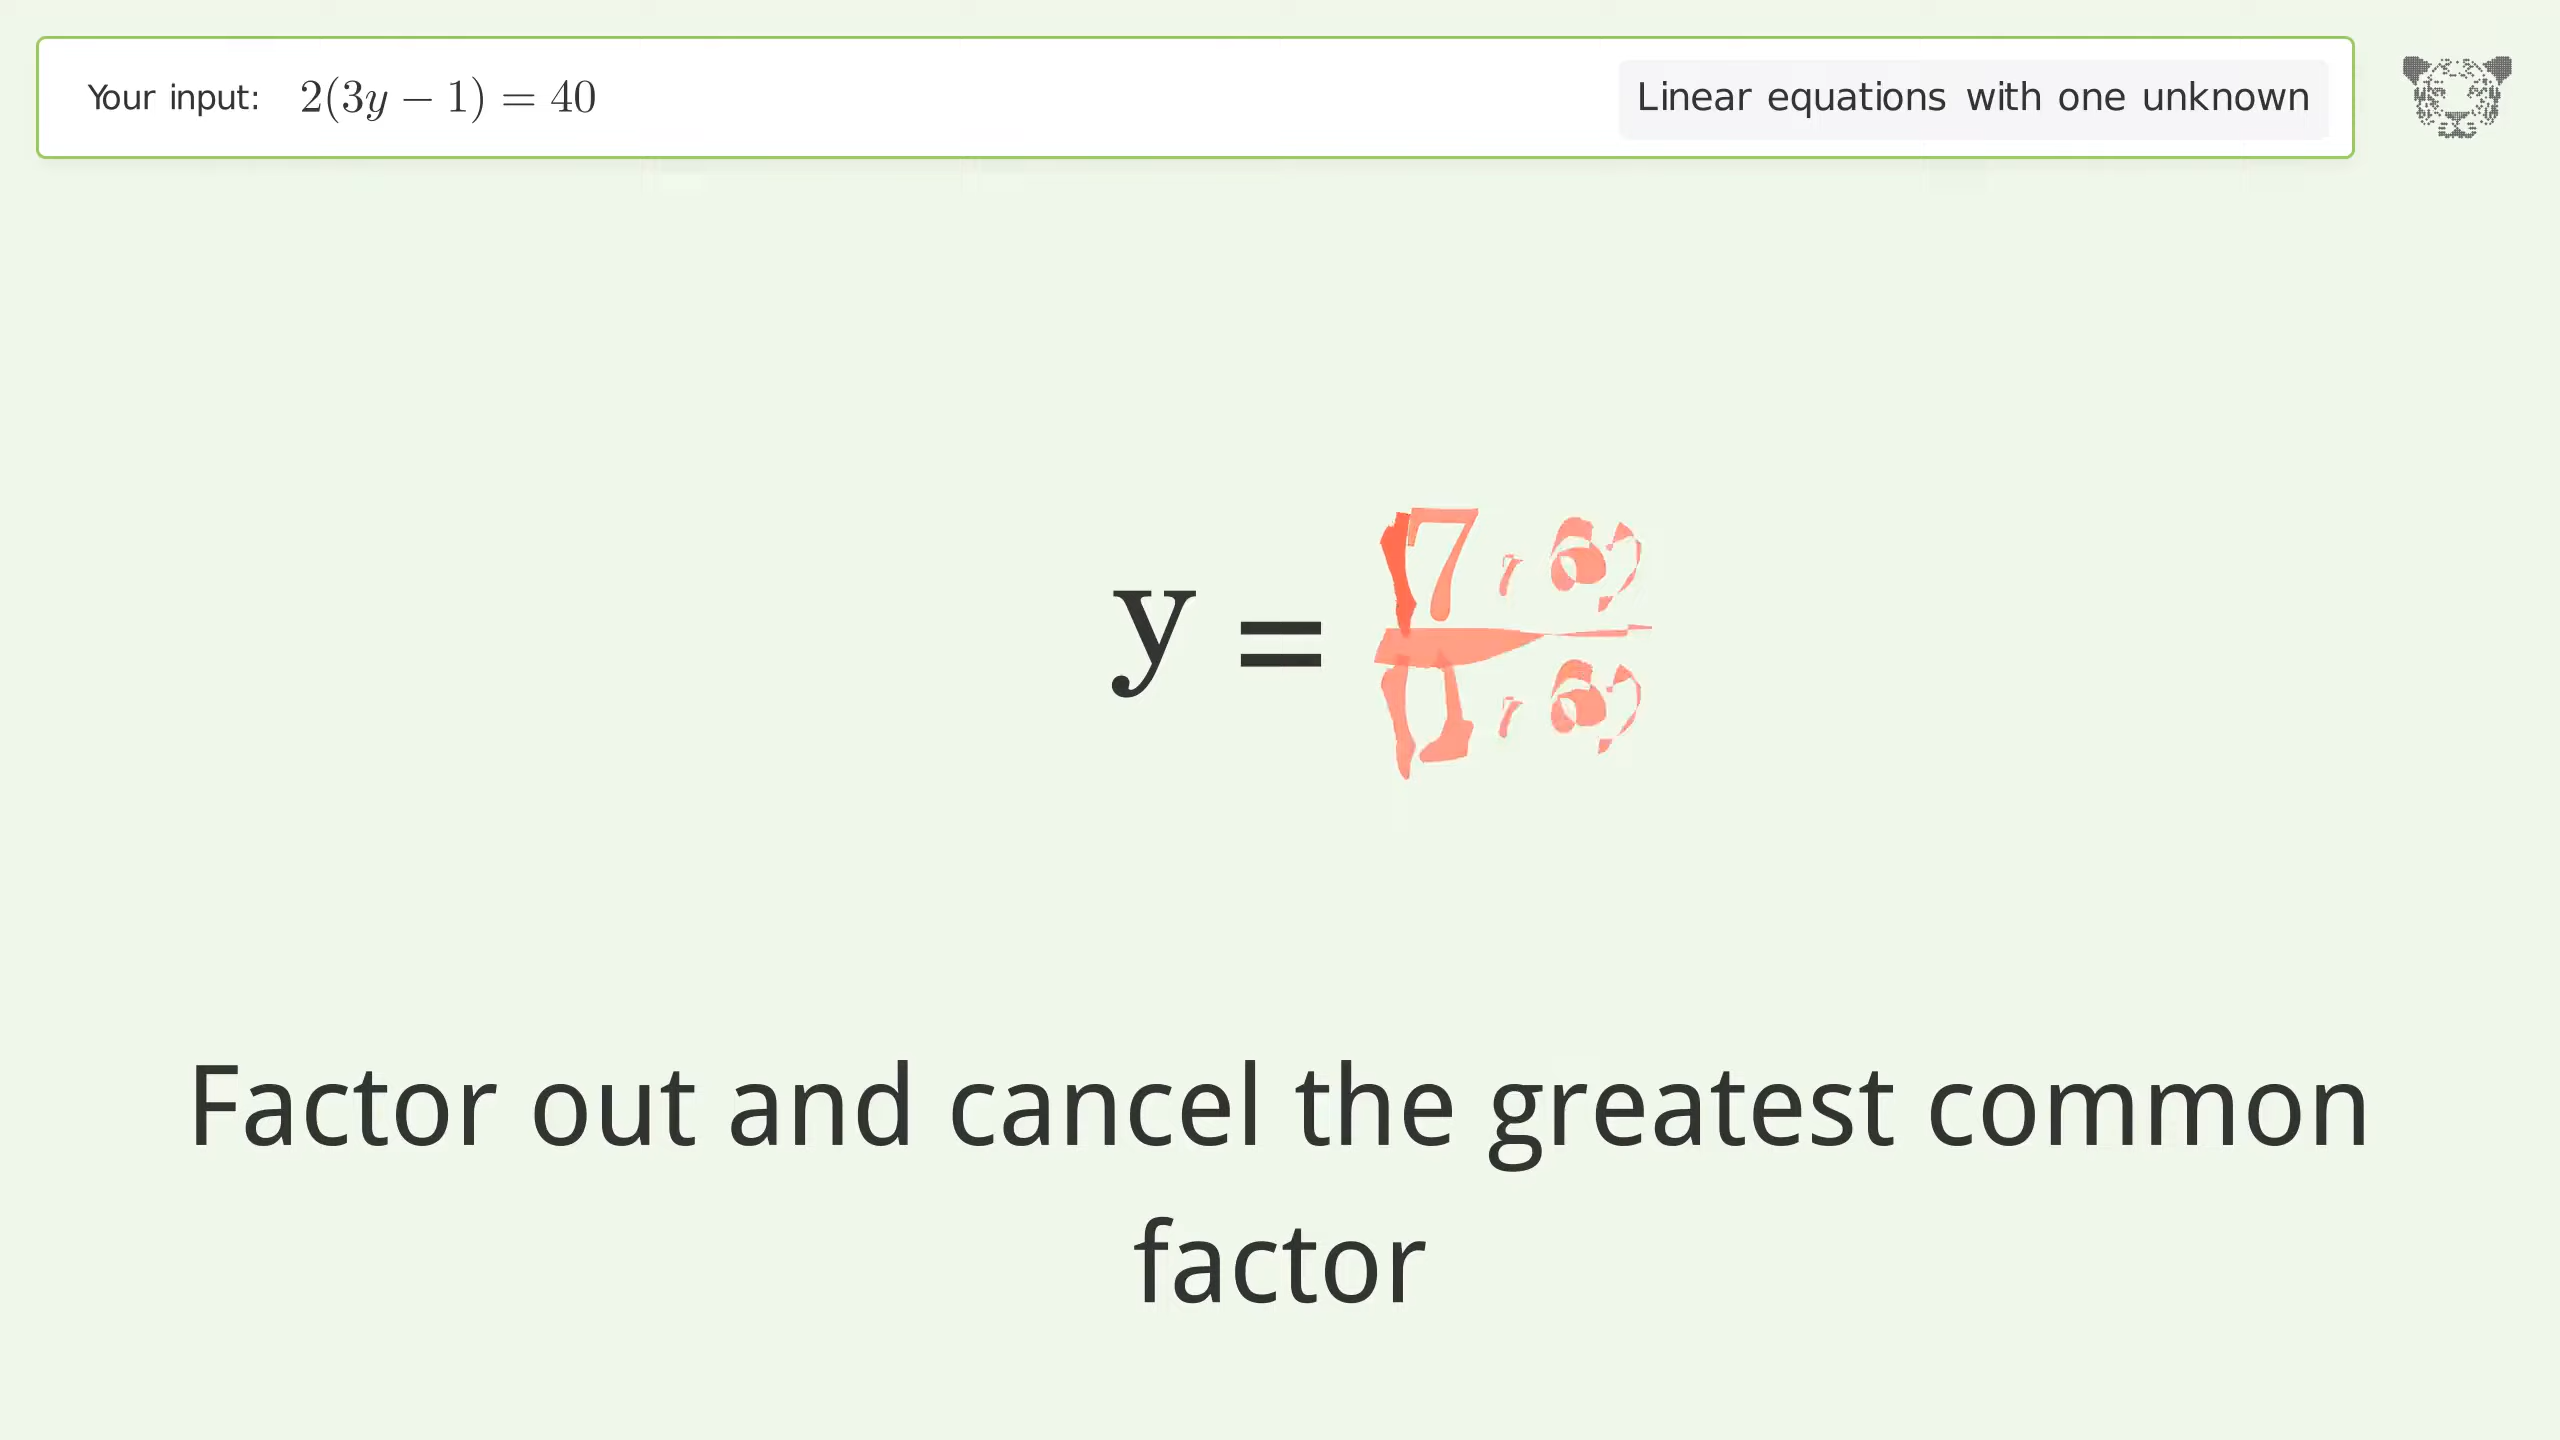 Your input: 2(3y − 1) = 40
Linear equations with one unknown
y =
Factor out and cancel the greatest common
factor